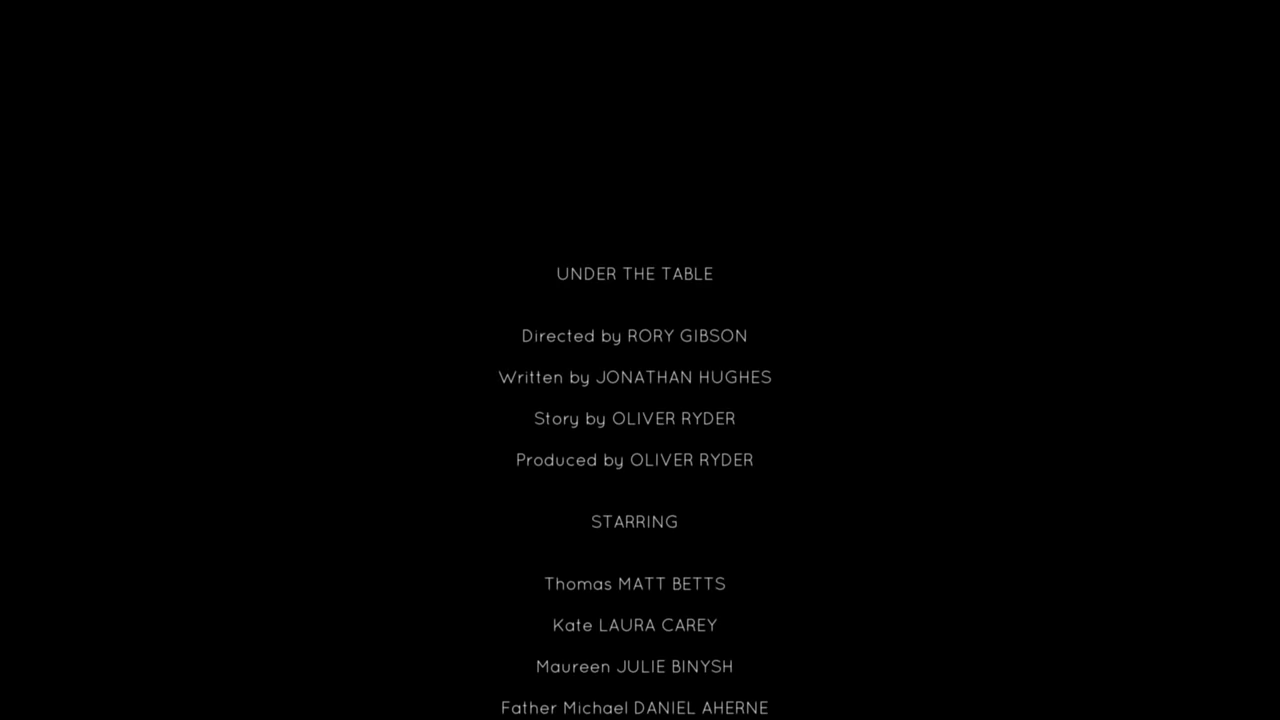 UNDER THE TABLE
Directed by RORY GIBSON
Written by JONATHAN HUGHES
Story by OLIVER RYDER
Produced by OLIVER RYDER
STARRING
Thomas MATT BETTS
Kate LAURA CAREY
Maureen JULIE BINYSH
Father Michael DANIEL AHERNE